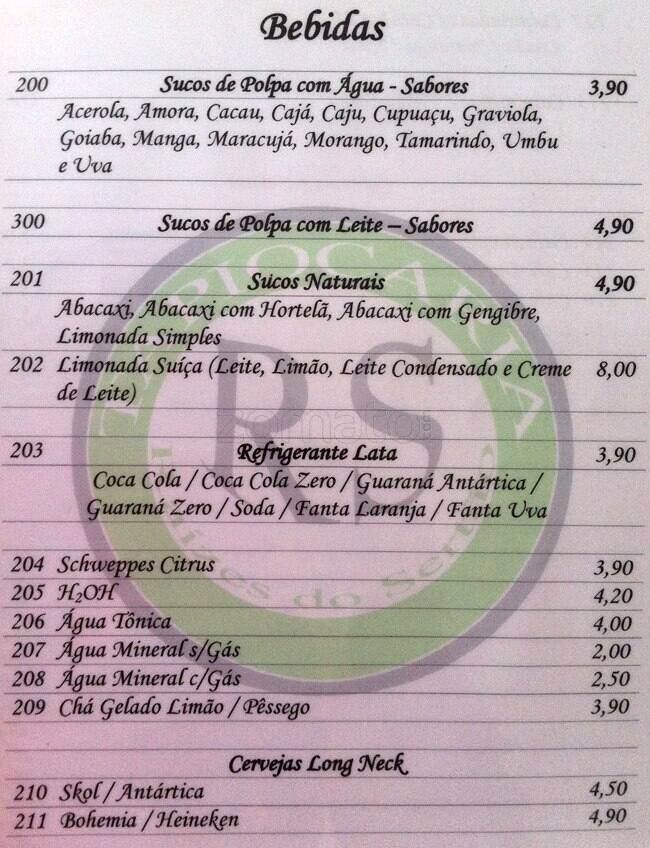 Bebidas
200 Sucos de Polpa com Água - Sabores 3,90
Acerola, Amora, Cacau, Cajá, Caju, Cupuaçu, Graviola,
Goiaba, Manga, Maracujá, Morango, Tamarindo, Umbu
e Uva
300 Sucos de Polpa com Leite – Sabores 4,90
201 Sucos Naturais 4,90
Abacaxi, Abacaxi com Hortelã, Abacaxi com Gengibre,
Limonada Simples
202 Limonada Suíça (Leite, Limão, Leite Condensado e Creme 8,00
de Leite)
203 Refrigerante Lata 3,90
Coca Cola / Coca Cola Zero / Guaraná Antártica /
Guaraná Zero / Soda / Fanta Laranja / Fanta Uva
204 Schweppes Citrus 3,90
205 H₂OH 4,20
206 Água Tônica 4,00
207 Água Mineral s/Gás 2,00
208 Água Mineral c/Gás 2,50
209 Chá Gelado Limão / Pêssego 3,90
Cervejas Long Neck
210 Skol / Antártica 4,50
211 Bohemia / Heineken 4,90
TAPIOCARIA
RS
Raízes do Sertão